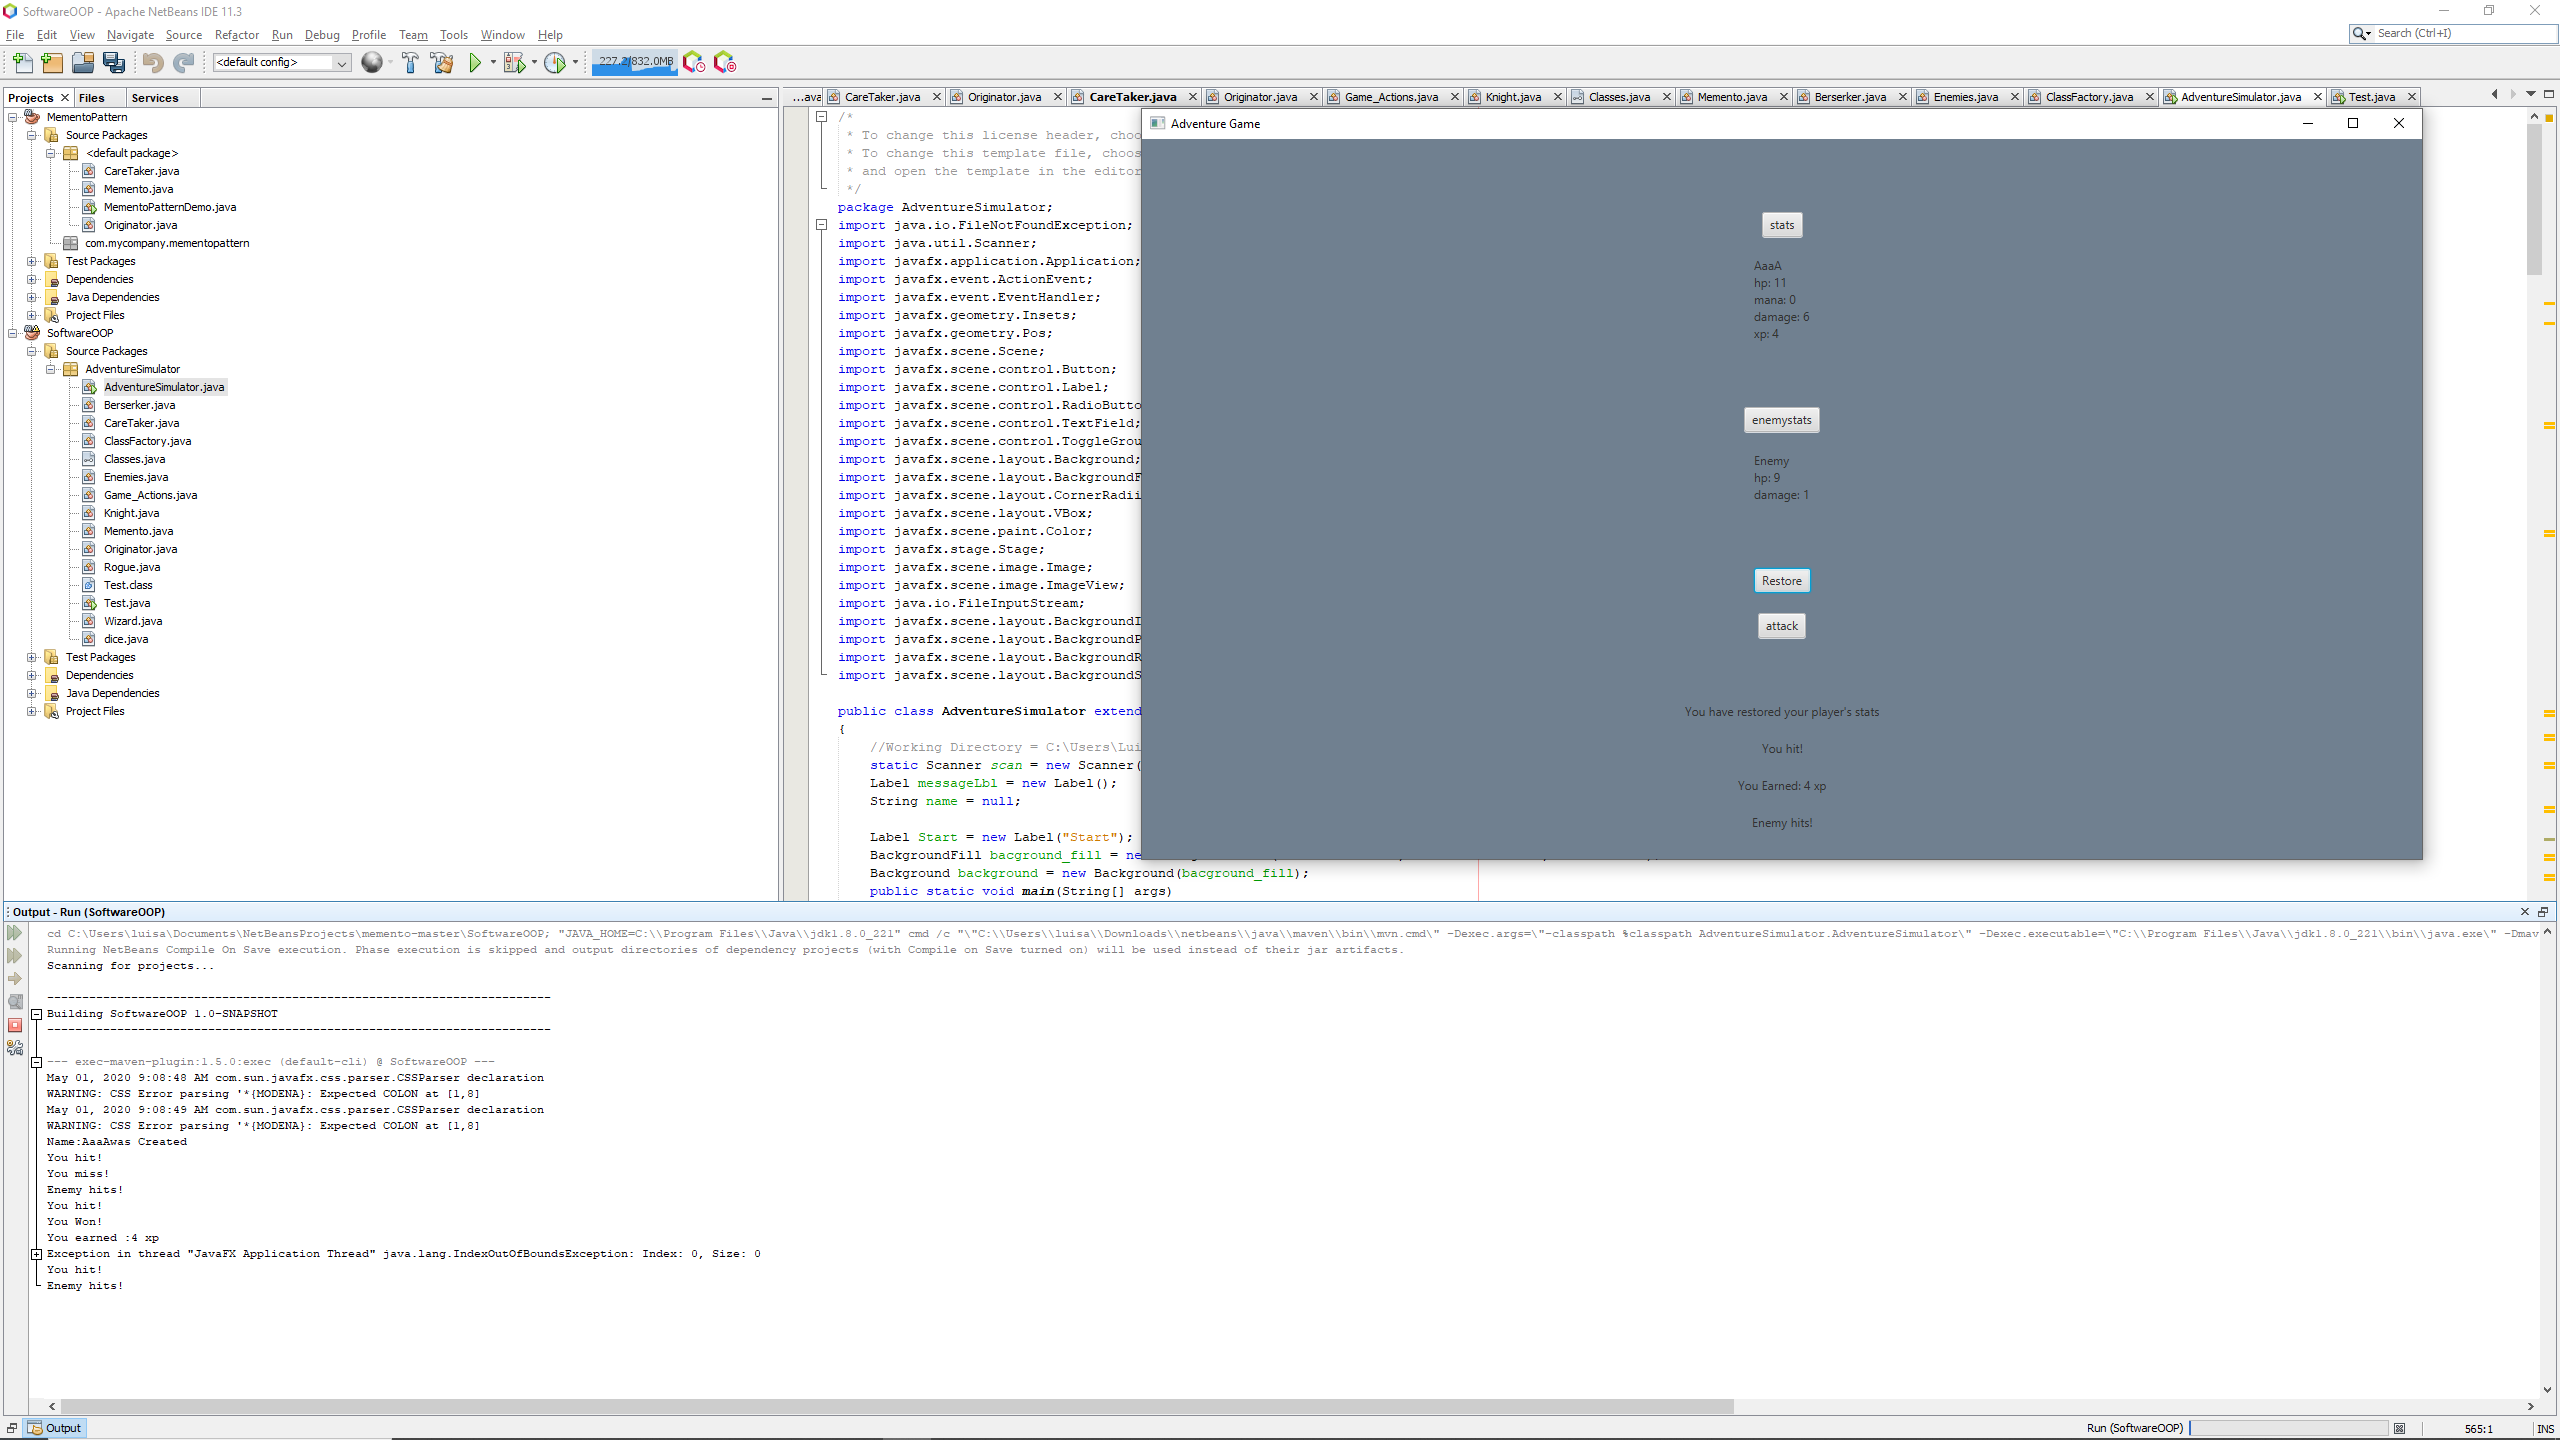 SoftwareOOP - Apache NetBeans IDE 11.3
File Edit View Navigate Source Refactor Run Debug Profile Team Tools Window Help
Search (Ctrl+I)
<default config>
227.2/832.0MB
Projects Files Services
MementoPattern
Source Packages
<default package>
CareTaker.java
Memento.java
MementoPatternDemo.java
Originator.java
com.mycompany.mementopattern
Test Packages
Dependencies
Java Dependencies
Project Files
SoftwareOOP
Source Packages
AdventureSimulator
AdventureSimulator.java
Berserker.java
CareTaker.java
ClassFactory.java
Classes.java
Enemies.java
Game_Actions.java
Knight.java
Memento.java
Originator.java
Rogue.java
Test.class
Test.java
Wizard.java
dice.java
Test Packages
Dependencies
Java Dependencies
Project Files
...ava CareTaker.java Originator.java CareTaker.java Originator.java Game_Actions.java Knight.java Classes.java Memento.java Berserker.java Enemies.java ClassFactory.java AdventureSimulator.java Test.java
/*
* To change this license header, choo
* To change this template file, choos
* and open the template in the editor
*/
package AdventureSimulator;
import java.io.FileNotFoundException;
import java.util.Scanner;
import javafx.application.Application;
import javafx.event.ActionEvent;
import javafx.event.EventHandler;
import javafx.geometry.Insets;
import javafx.geometry.Pos;
import javafx.scene.Scene;
import javafx.scene.control.Button;
import javafx.scene.control.Label;
import javafx.scene.control.RadioButto
import javafx.scene.control.TextField;
import javafx.scene.control.ToggleGrou
import javafx.scene.layout.Background;
import javafx.scene.layout.BackgroundF
import javafx.scene.layout.CornerRadii
import javafx.scene.layout.VBox;
import javafx.scene.paint.Color;
import javafx.stage.Stage;
import javafx.scene.image.Image;
import javafx.scene.image.ImageView;
import java.io.FileInputStream;
import javafx.scene.layout.BackgroundI
import javafx.scene.layout.BackgroundP
import javafx.scene.layout.BackgroundR
import javafx.scene.layout.BackgroundS
public class AdventureSimulator extend
{
//Working Directory = C:\Users\Lui
static Scanner scan = new Scanner(
Label messageLbl = new Label();
String name = null;
Label Start = new Label("Start");
BackgroundFill bacground_fill = ne
Background background = new Background(bacground_fill);
public static void main(String[] args)
Adventure Game
stats
AaaA
hp: 11
mana: 0
damage: 6
xp: 4
enemystats
Enemy
hp: 9
damage: 1
Restore
attack
You have restored your player's stats
You hit!
You Earned: 4 xp
Enemy hits!
Output - Run (SoftwareOOP)
cd C:\Users\luisa\Documents\NetBeansProjects\memento-master\SoftwareOOP; "JAVA_HOME=C:\\Program Files\\Java\\jdk1.8.0_221" cmd /c "\"C:\\Users\\luisa\\Downloads\\netbeans\\java\\maven\\bin\\mvn.cmd\" -Dexec.args=\"-classpath %classpath AdventureSimulator.AdventureSimulator\" -Dexec.executable=\"C:\\Program Files\\Java\\jdk1.8.0_221\\bin\\java.exe\" -Dmav
Running NetBeans Compile On Save execution. Phase execution is skipped and output directories of dependency projects (with Compile on Save turned on) will be used instead of their jar artifacts.
Scanning for projects...
------------------------------------------------------------------------
Building SoftwareOOP 1.0-SNAPSHOT
------------------------------------------------------------------------
--- exec-maven-plugin:1.5.0:exec (default-cli) @ SoftwareOOP ---
May 01, 2020 9:08:48 AM com.sun.javafx.css.parser.CSSParser declaration
WARNING: CSS Error parsing '*{MODENA}: Expected COLON at [1,8]
May 01, 2020 9:08:49 AM com.sun.javafx.css.parser.CSSParser declaration
WARNING: CSS Error parsing '*{MODENA}: Expected COLON at [1,8]
Name:AaaAwas Created
You hit!
You miss!
Enemy hits!
You hit!
You Won!
You earned :4 xp
Exception in thread "JavaFX Application Thread" java.lang.IndexOutOfBoundsException: Index: 0, Size: 0
You hit!
Enemy hits!
Output
Run (SoftwareOOP)
565:1
INS